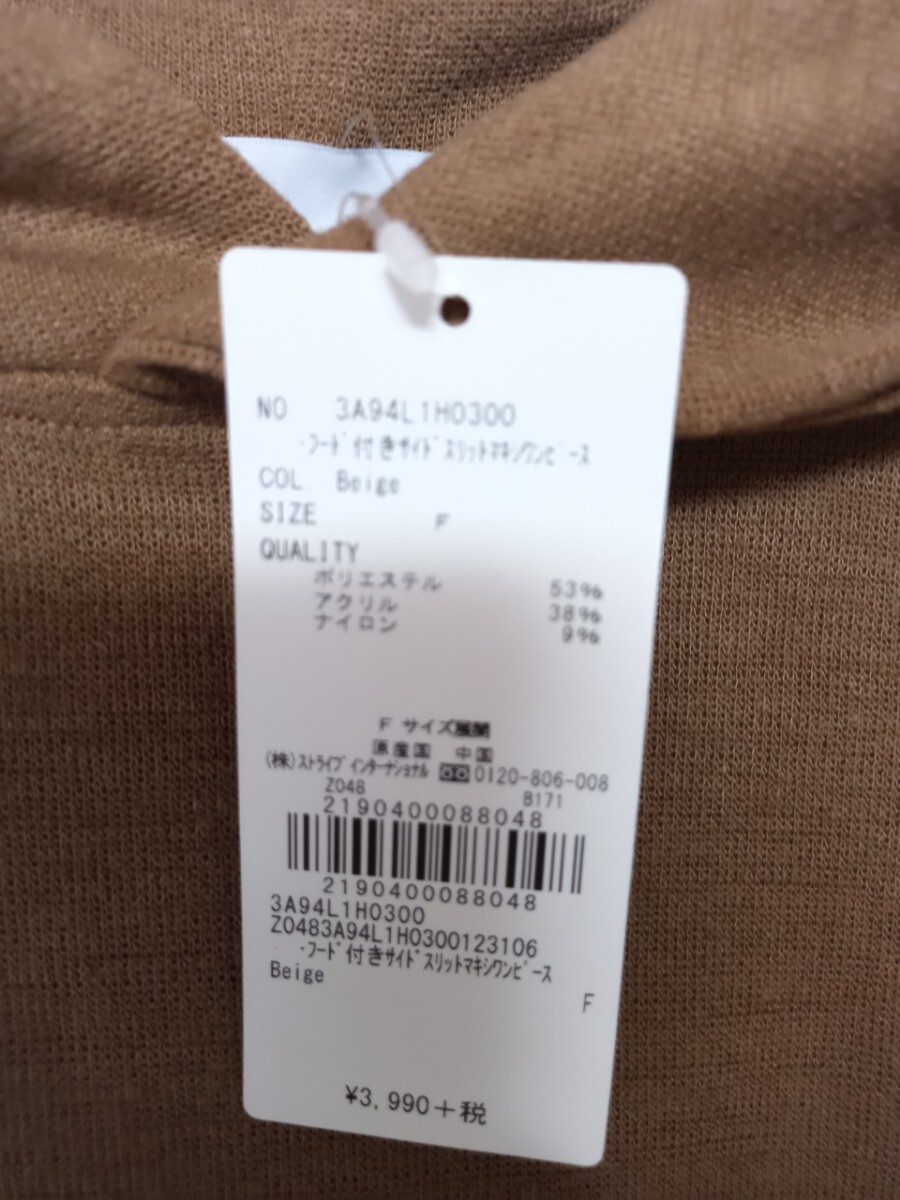 NO 3A94L1H0300
・フード付きサイドスリットマキシワンピース
COL Beige
SIZE F
QUALITY
ポリエステル 53%
アクリル 38%
ナイロン 9%
F サイズ展開
原産国 中国
(株)ストライプインターナショナル 0120-806-008
Z048 B171
2190400088048
2190400088048
3A94L1H0300
Z0483A94L1H0300123106
・フード付きサイドスリットマキシワンピース
Beige
F
¥3,990+税